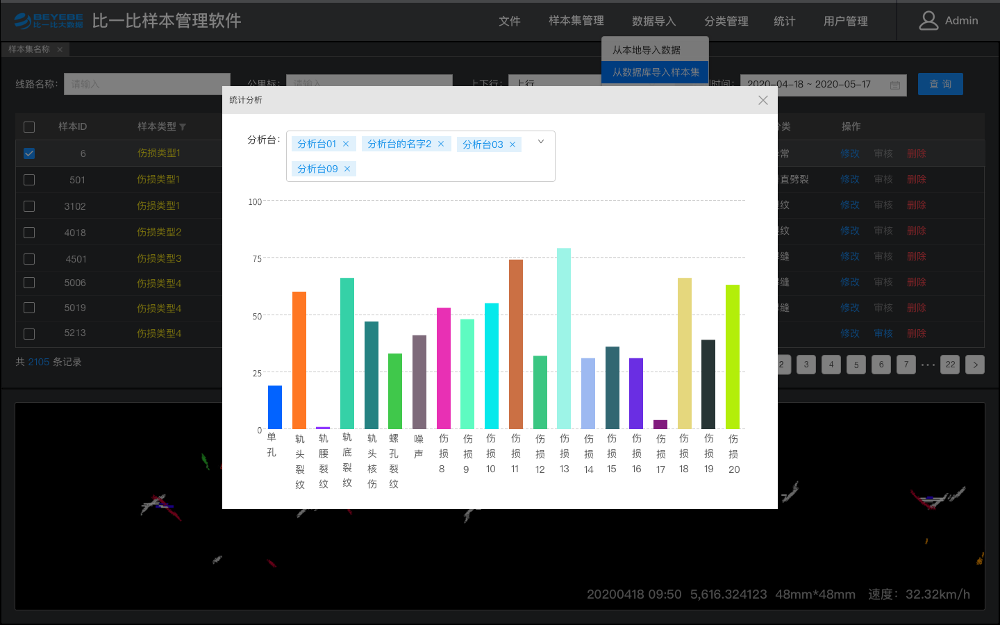 BEYEBE
比一比大数据
比一比样本管理软件
文件 样本集管理 数据导入 分类管理 统计 用户管理 Admin
样本集名称
从本地导入数据
从数据库导入样本集
线路名称： 请输入 公里标： 请输入 上下行： 上行 时间： 2020-04-18 ~ 2020-05-17 查 询
统计分析
样本ID 样本类型 分类 操作
6 伤损类型1 常 修改 审核 删除
501 伤损类型1 直劈裂 修改 审核 删除
3102 伤损类型1 纹 修改 审核 删除
4018 伤损类型2 纹 修改 审核 删除
4501 伤损类型3 缝 修改 审核 删除
5006 伤损类型4 缝 修改 审核 删除
5019 伤损类型4 缝 修改 审核 删除
5213 伤损类型4 修改 审核 删除
共 2105 条记录
2 3 4 5 6 7 ••• 22 >
分析台： 分析台01 分析台的名字2 分析台03
分析台09
100
75
50
25
0
单孔
轨头裂纹
轨腰裂纹
轨底裂纹
轨头核伤
螺孔裂纹
噪声
伤损8
伤损9
伤损10
伤损11
伤损12
伤损13
伤损14
伤损15
伤损16
伤损17
伤损18
伤损19
伤损20
20200418 09:50 5,616.324123 48mm*48mm 速度：32.32km/h